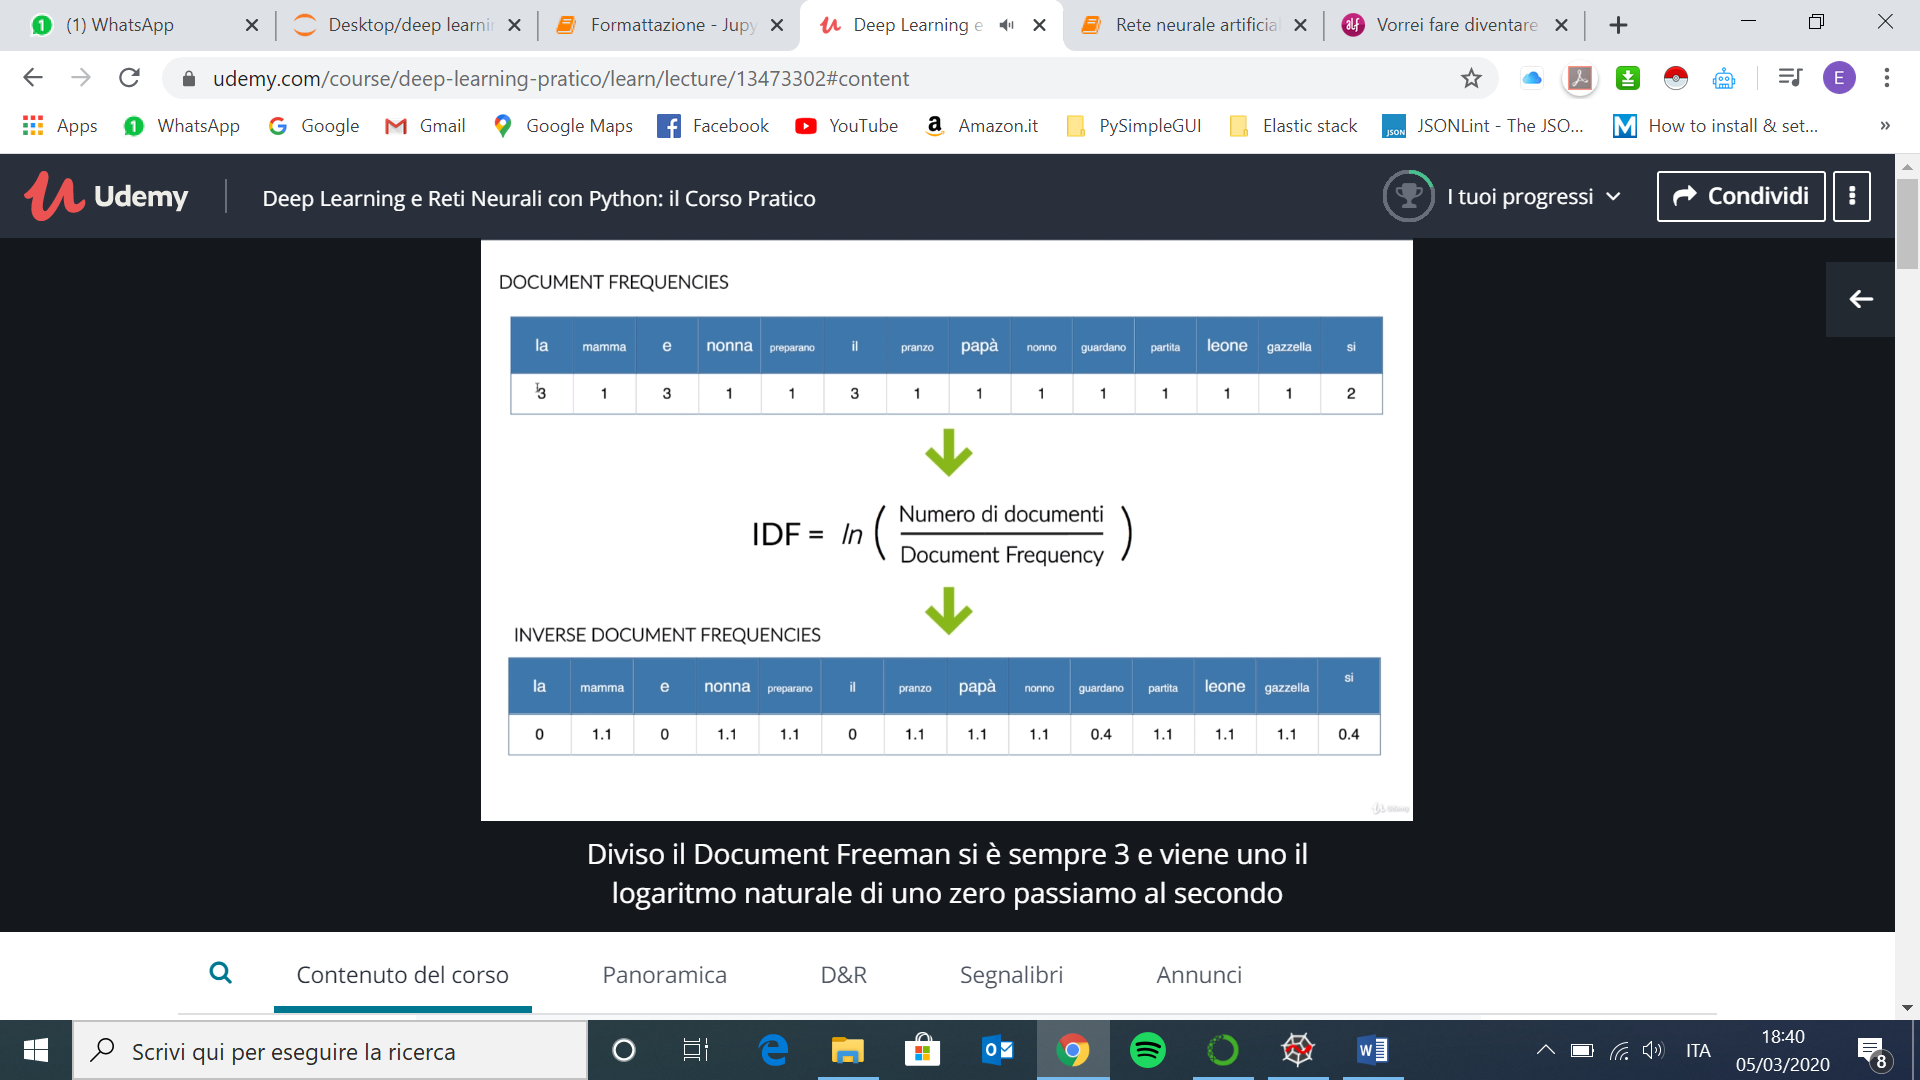 (1) WhatsApp
Desktop/deep learnin
Formattazione - Jupy
Deep Learning e
Rete neurale artificial
alf Vorrei fare diventare
udemy.com/course/deep-learning-pratico/learn/lecture/13473302#content
E
Apps
WhatsApp
Google
Gmail
Google Maps
Facebook
YouTube
Amazon.it
PySimpleGUI
Elastic stack
JSON JSONLint - The JSO...
How to install & set...
»
Udemy
Deep Learning e Reti Neurali con Python: il Corso Pratico
I tuoi progressi
Condividi
DOCUMENT FREQUENCIES
la mamma e nonna preparano il pranzo papà nonno guardano partita leone gazzella si
3 1 3 1 1 3 1 1 1 1 1 1 1 2
IDF = ln ( Numero di documenti
Document Frequency )
INVERSE DOCUMENT FREQUENCIES
la mamma e nonna preparano il pranzo papà nonno guardano partita leone gazzella si
0 1.1 0 1.1 1.1 0 1.1 1.1 1.1 0.4 1.1 1.1 1.1 0.4
Udemy
Diviso il Document Freeman si è sempre 3 e viene uno il
logaritmo naturale di uno zero passiamo al secondo
Contenuto del corso
Panoramica
D&R
Segnalibri
Annunci
Scrivi qui per eseguire la ricerca
ITA
18:40
05/03/2020
8